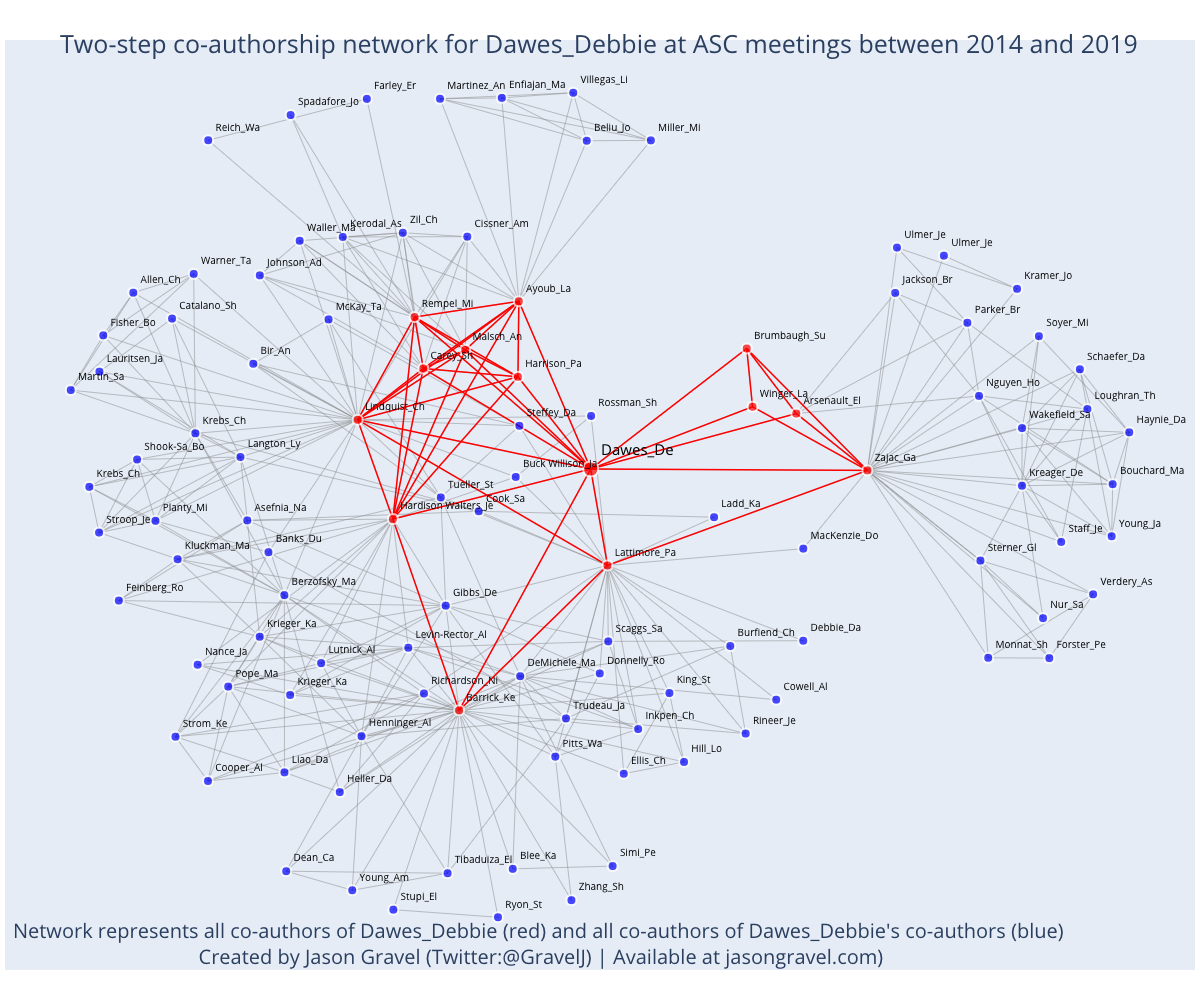 Two-step co-authorship network for Dawes_Debbie at ASC meetings between 2014 and 2019
Farley_Er
Martinez_An
Enfiajan_Ma
Villegas_Li
Spadafore_Jo
Reich_Wa
Beliu_Jo
Miller_Mi
Waller_Ma
Kerodal_As
Zil_Ch
Cissner_Am
Ulmer_Je
Ulmer_Je
Warner_Ta
Johnson_Ad
Allen_Ch
Ayoub_La
Jackson_Br
Kramer_Jo
Catalano_Sh
McKay_Ta
Rempel_Mi
Parker_Br
Fisher_Bo
Malsch_An
Brumbaugh_Su
Soyer_Mi
Lauritsen_Ja
Bir_An
Carey_Sh
Harrison_Pa
Schaefer_Da
Martin_Sa
Winger_La
Arsenault_El
Nguyen_Ho
Loughran_Th
Lindquist_Ch
Rossman_Sh
Steffey_Da
Wakefield_Sa
Haynie_Da
Krebs_Ch
Shook-Sa_Bo
Langton_Ly
Dawes_De
Zajac_Ga
Buck Willison_Ja
Krebs_Ch
Tueller_St
Kreager_De
Bouchard_Ma
Planty_Mi
Asefnia_Na
Hardison Walters_Je
Cook_Sa
Ladd_Ka
Stroop_Je
Staff_Je
Young_Ja
Kluckman_Ma
Banks_Du
Lattimore_Pa
MacKenzie_Do
Sterner_Gl
Feinberg_Ro
Berzofsky_Ma
Gibbs_De
Verdery_As
Nur_Sa
Krieger_Ka
Levin-Rector_Al
Scaggs_Sa
Burfiend_Ch
Debbie_Da
Nance_Ja
Lutnick_Al
DeMichele_Ma
Donnelly_Ro
Monnat_Sh
Forster_Pe
Pope_Ma
Krieger_Ka
Richardson_Ni
Barrick_Ke
King_St
Cowell_Al
Strom_Ke
Henninger_Al
Trudeau_Ja
Inkpen_Ch
Rineer_Je
Cooper_Al
Liao_Da
Heller_Da
Pitts_Wa
Ellis_Ch
Hill_Lo
Dean_Ca
Young_Am
Tibaduiza_El
Blee_Ka
Simi_Pe
Stupi_El
Ryon_St
Zhang_Sh
Network represents all co-authors of Dawes_Debbie (red) and all co-authors of Dawes_Debbie's co-authors (blue)
Created by Jason Gravel (Twitter:@GravelJ) | Available at jasongravel.com)